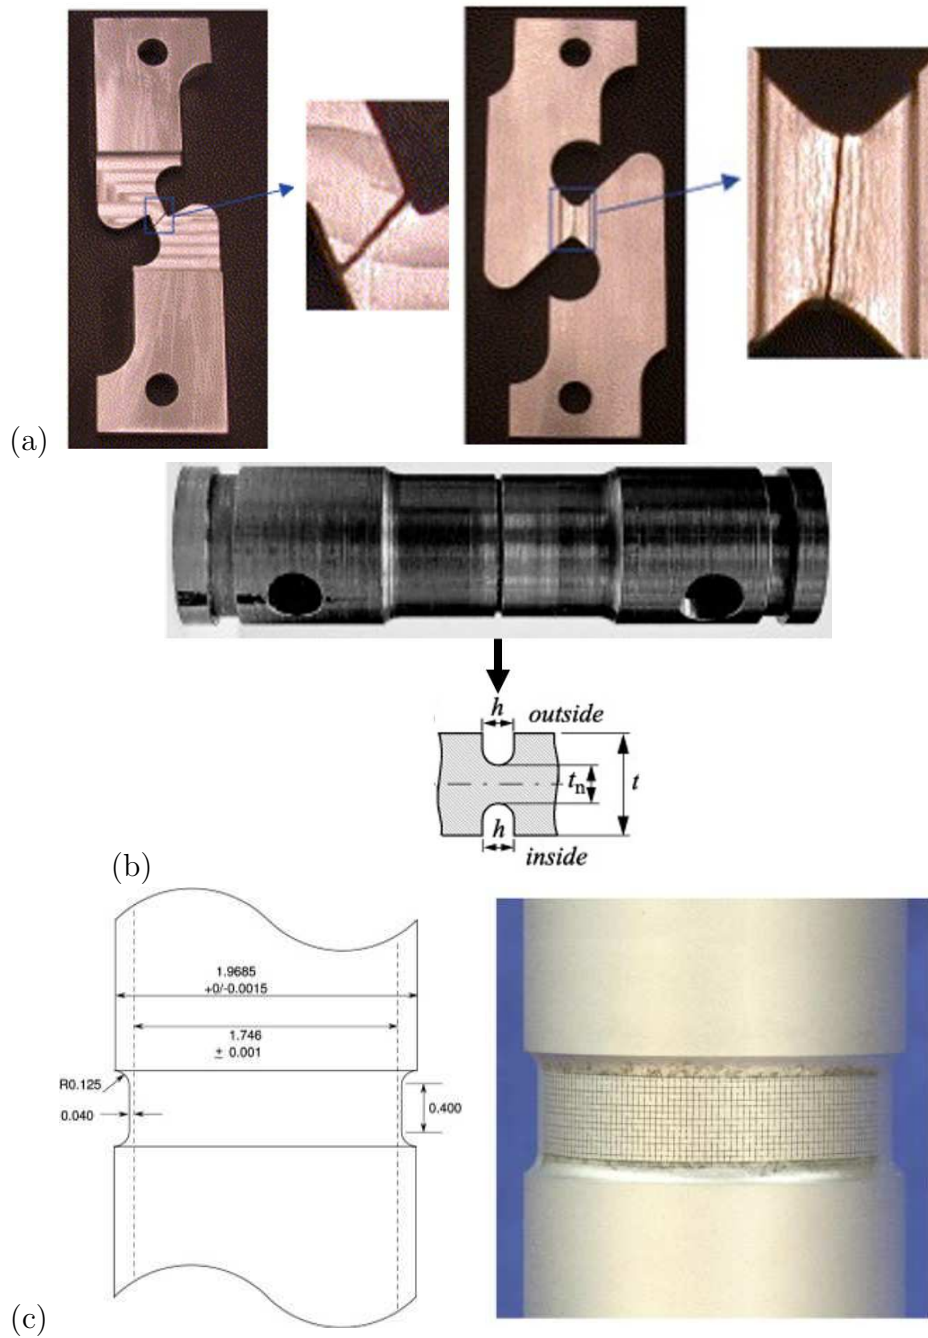 (a)
h
outside
t_n
t
h
inside
(b)
1.9685
+0/-0.0015
1.746
± 0.001
R0.125
0.040
0.400
(c)